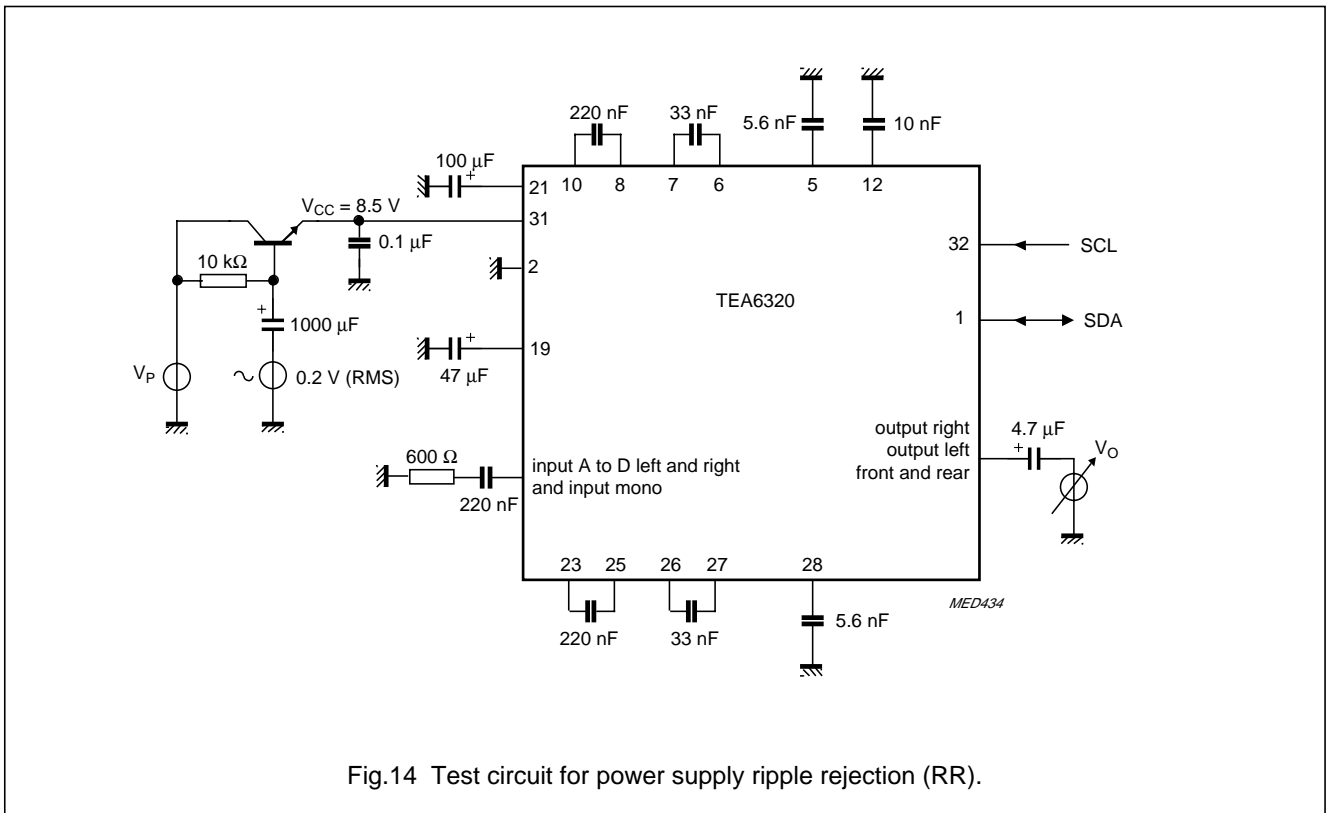 220 nF
33 nF
5.6 nF
10 nF
100 µF
+
21
10
8
7
6
5
12
V_CC = 8.5 V
31
0.1 µF
32
SCL
10 kΩ
2
TEA6320
+
1000 µF
1
SDA
+
19
V_P
0.2 V (RMS)
47 µF
output right
output left
front and rear
4.7 µF
+
V_O
600 Ω
220 nF
input A to D left and right
and input mono
23
25
26
27
28
MED434
220 nF
33 nF
5.6 nF
Fig.14 Test circuit for power supply ripple rejection (RR).